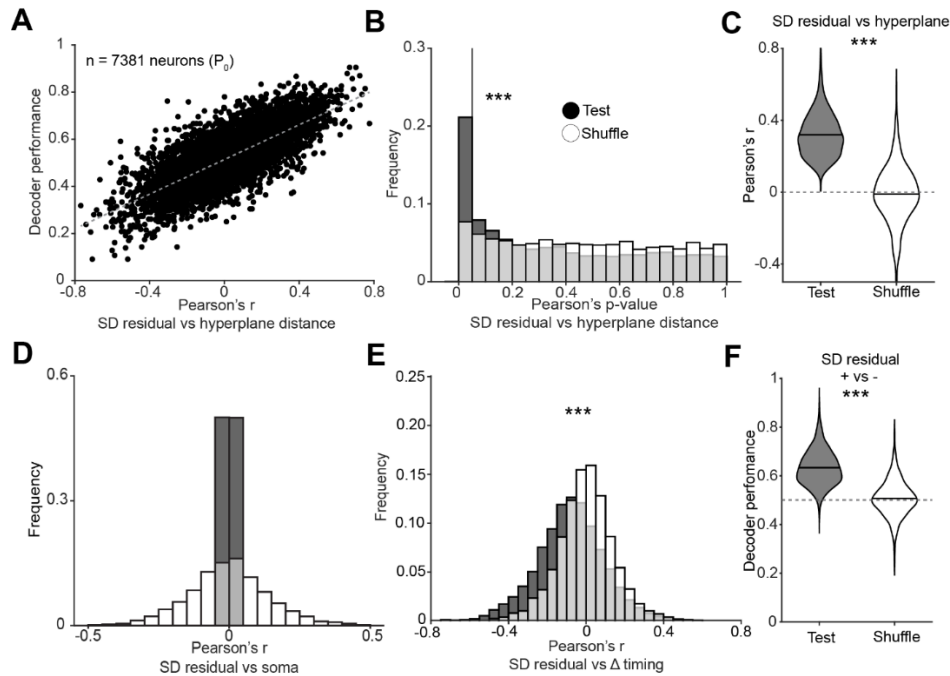 A
n = 7381 neurons (P0)
Decoder performance
1
0.8
0.6
0.4
0.2
0
-0.8
-0.4
0
0.4
0.8
Pearson's r
SD residual vs hyperplane distance
B
***
Test
Shuffle
Frequency
0.3
0.2
0.1
0
0
0.2
0.4
0.6
0.8
1
Pearson's p-value
SD residual vs hyperplane distance
C
SD residual vs hyperplane
***
Pearson's r
0.8
0.4
0
-0.4
Test
Shuffle
D
Frequency
0.6
0.3
0
-0.5
0
0.5
Pearson's r
SD residual vs soma
E
***
Frequency
0.25
0.20
0.15
0.10
0.05
0
-0.8
-0.4
0
0.4
0.8
Pearson's r
SD residual vs Δ timing
F
SD residual
+ vs -
***
Decoder perfomance
1
0.8
0.6
0.4
0.2
0
Test
Shuffle